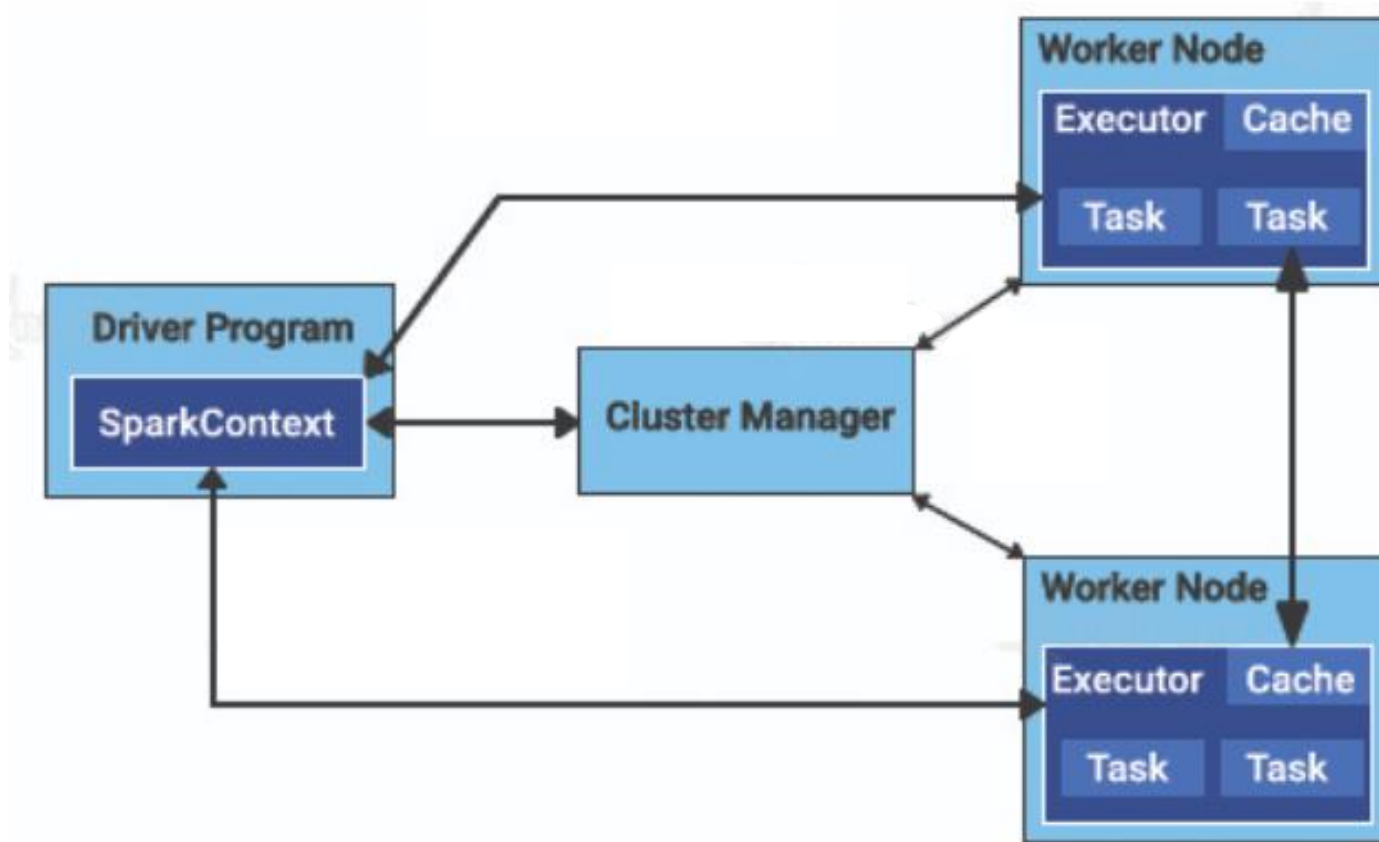 Worker Node
Executor Cache
Task Task
Driver Program
SparkContext
Cluster Manager
Worker Node
Executor Cache
Task Task